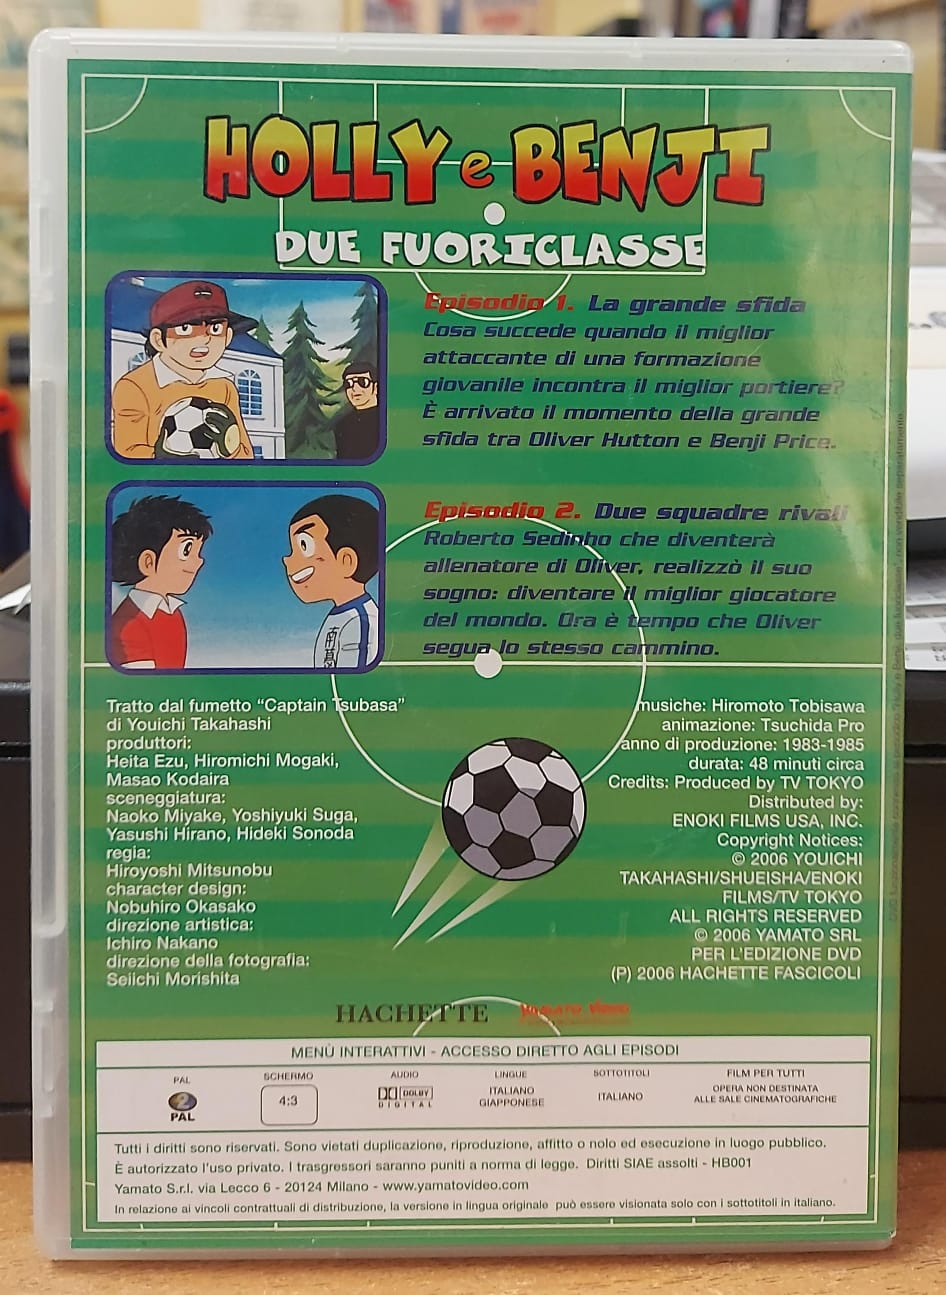 HOLLY e BENJI
DUE FUORICLASSE
Episodio 1. La grande sfida
Cosa succede quando il miglior
attaccante di una formazione
giovanile incontra il miglior portiere?
È arrivato il momento della grande
sfida tra Oliver Hutton e Benji Price.
Episodio 2. Due squadre rivali
Roberto Sedinho che diventerà
allenatore di Oliver, realizzò il suo
sogno: diventare il miglior giocatore
del mondo. Ora è tempo che Oliver
segua lo stesso cammino.
南葛
Tratto dal fumetto “Captain Tsubasa”
di Youichi Takahashi
produttori:
Heita Ezu, Hiromichi Mogaki,
Masao Kodaira
sceneggiatura:
Naoko Miyake, Yoshiyuki Suga,
Yasushi Hirano, Hideki Sonoda
regia:
Hiroyoshi Mitsunobu
character design:
Nobuhiro Okasako
direzione artistica:
Ichiro Nakano
direzione della fotografia:
Seiichi Morishita
musiche: Hiromoto Tobisawa
animazione: Tsuchida Pro
anno di produzione: 1983-1985
durata: 48 minuti circa
Credits: Produced by TV TOKYO
Distributed by:
ENOKI FILMS USA, INC.
Copyright Notices:
© 2006 YOUICHI
TAKAHASHI/SHUEISHA/ENOKI
FILMS/TV TOKYO
ALL RIGHTS RESERVED
© 2006 YAMATO SRL
PER L'EDIZIONE DVD
(P) 2006 HACHETTE FASCICOLI
HACHETTE YAMATO VIDEO
MENÙ INTERATTIVI - ACCESSO DIRETTO AGLI EPISODI
PAL
2
PAL
SCHERMO
4:3
AUDIO
DOLBY
DIGITAL
LINGUE
ITALIANO
GIAPPONESE
SOTTOTITOLI
ITALIANO
FILM PER TUTTI
OPERA NON DESTINATA
ALLE SALE CINEMATOGRAFICHE
Tutti i diritti sono riservati. Sono vietati duplicazione, riproduzione, affitto o nolo ed esecuzione in luogo pubblico.
È autorizzato l'uso privato. I trasgressori saranno puniti a norma di legge. Diritti SIAE assolti - HB001
Yamato S.r.l. via Lecco 6 - 20124 Milano - www.yamatovideo.com
In relazione ai vincoli contrattuali di distribuzione, la versione in lingua originale può essere visionata solo con i sottotitoli in italiano.